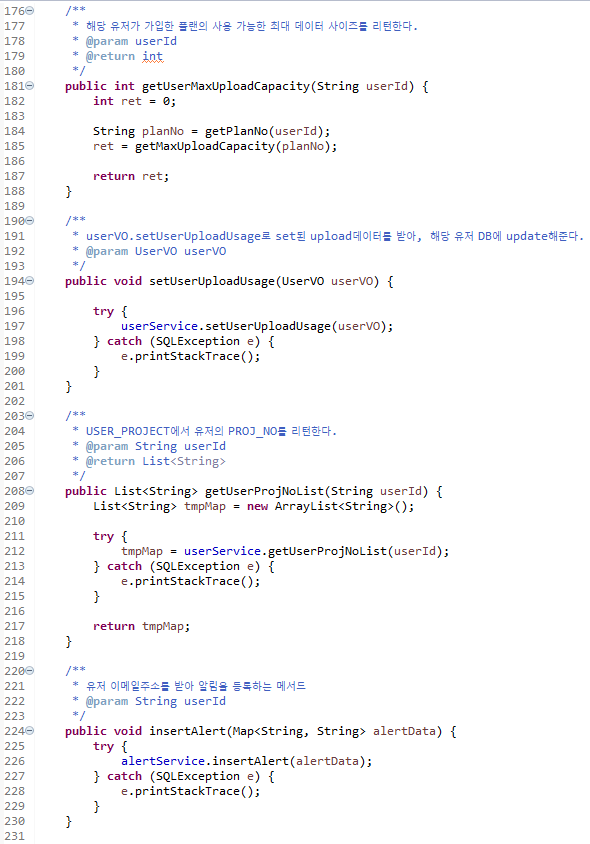 176 /**
177  * 해당 유저가 가입한 플랜의 사용 가능한 최대 데이터 사이즈를 리턴한다.
178  * @param userId
179  * @return int
180  */
181 public int getUserMaxUploadCapacity(String userId) {
182     int ret = 0;
183
184     String planNo = getPlanNo(userId);
185     ret = getMaxUploadCapacity(planNo);
186
187     return ret;
188 }
189
190 /**
191  * userVO.setUserUploadUsage로 set된 upload데이터를 받아, 해당 유저 DB에 update해준다.
192  * @param UserVO userVO
193  */
194 public void setUserUploadUsage(UserVO userVO) {
195
196     try {
197         userService.setUserUploadUsage(userVO);
198     } catch (SQLException e) {
199         e.printStackTrace();
200     }
201 }
202
203 /**
204  * USER_PROJECT에서 유저의 PROJ_NO를 리턴한다.
205  * @param String userId
206  * @return List<String>
207  */
208 public List<String> getUserProjNoList(String userId) {
209     List<String> tmpMap = new ArrayList<String>();
210
211     try {
212         tmpMap = userService.getUserProjNoList(userId);
213     } catch (SQLException e) {
214         e.printStackTrace();
215     }
216
217     return tmpMap;
218 }
219
220 /**
221  * 유저 이메일주소를 받아 알림을 등록하는 메서드
222  * @param String userId
223  */
224 public void insertAlert(Map<String, String> alertData) {
225     try {
226         alertService.insertAlert(alertData);
227     } catch (SQLException e) {
228         e.printStackTrace();
229     }
230 }
231